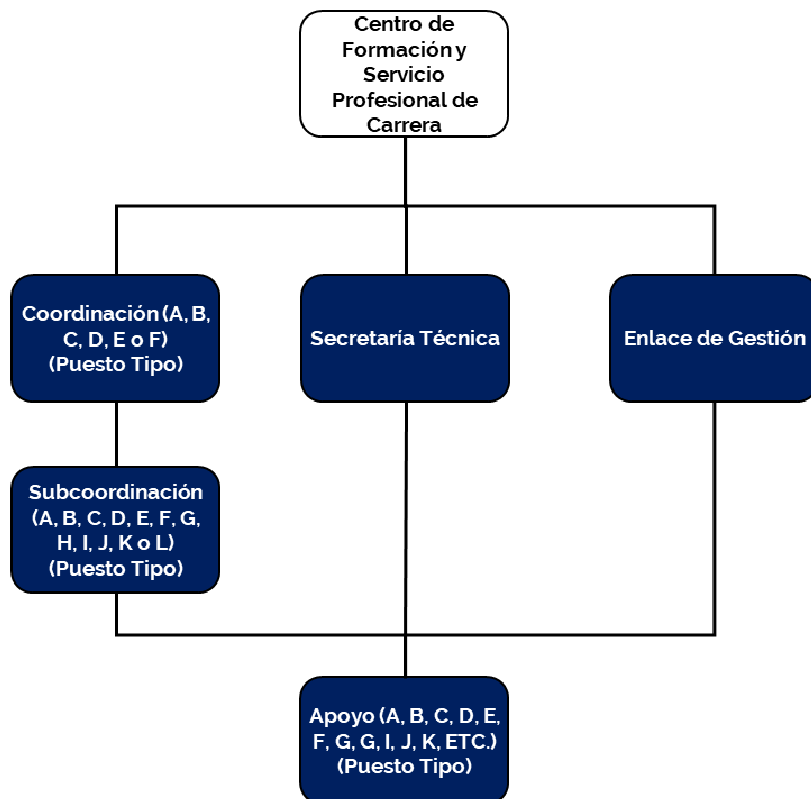 Centro de
Formación y
Servicio
Profesional de
Carrera
Coordinación (A, B,
C, D, E o F)
(Puesto Tipo)
Secretaría Técnica
Enlace de Gestión
Subcoordinación
(A, B, C, D, E, F, G,
H, I, J, K o L)
(Puesto Tipo)
Apoyo (A, B, C, D, E,
F, G, G, I, J, K, ETC.)
(Puesto Tipo)